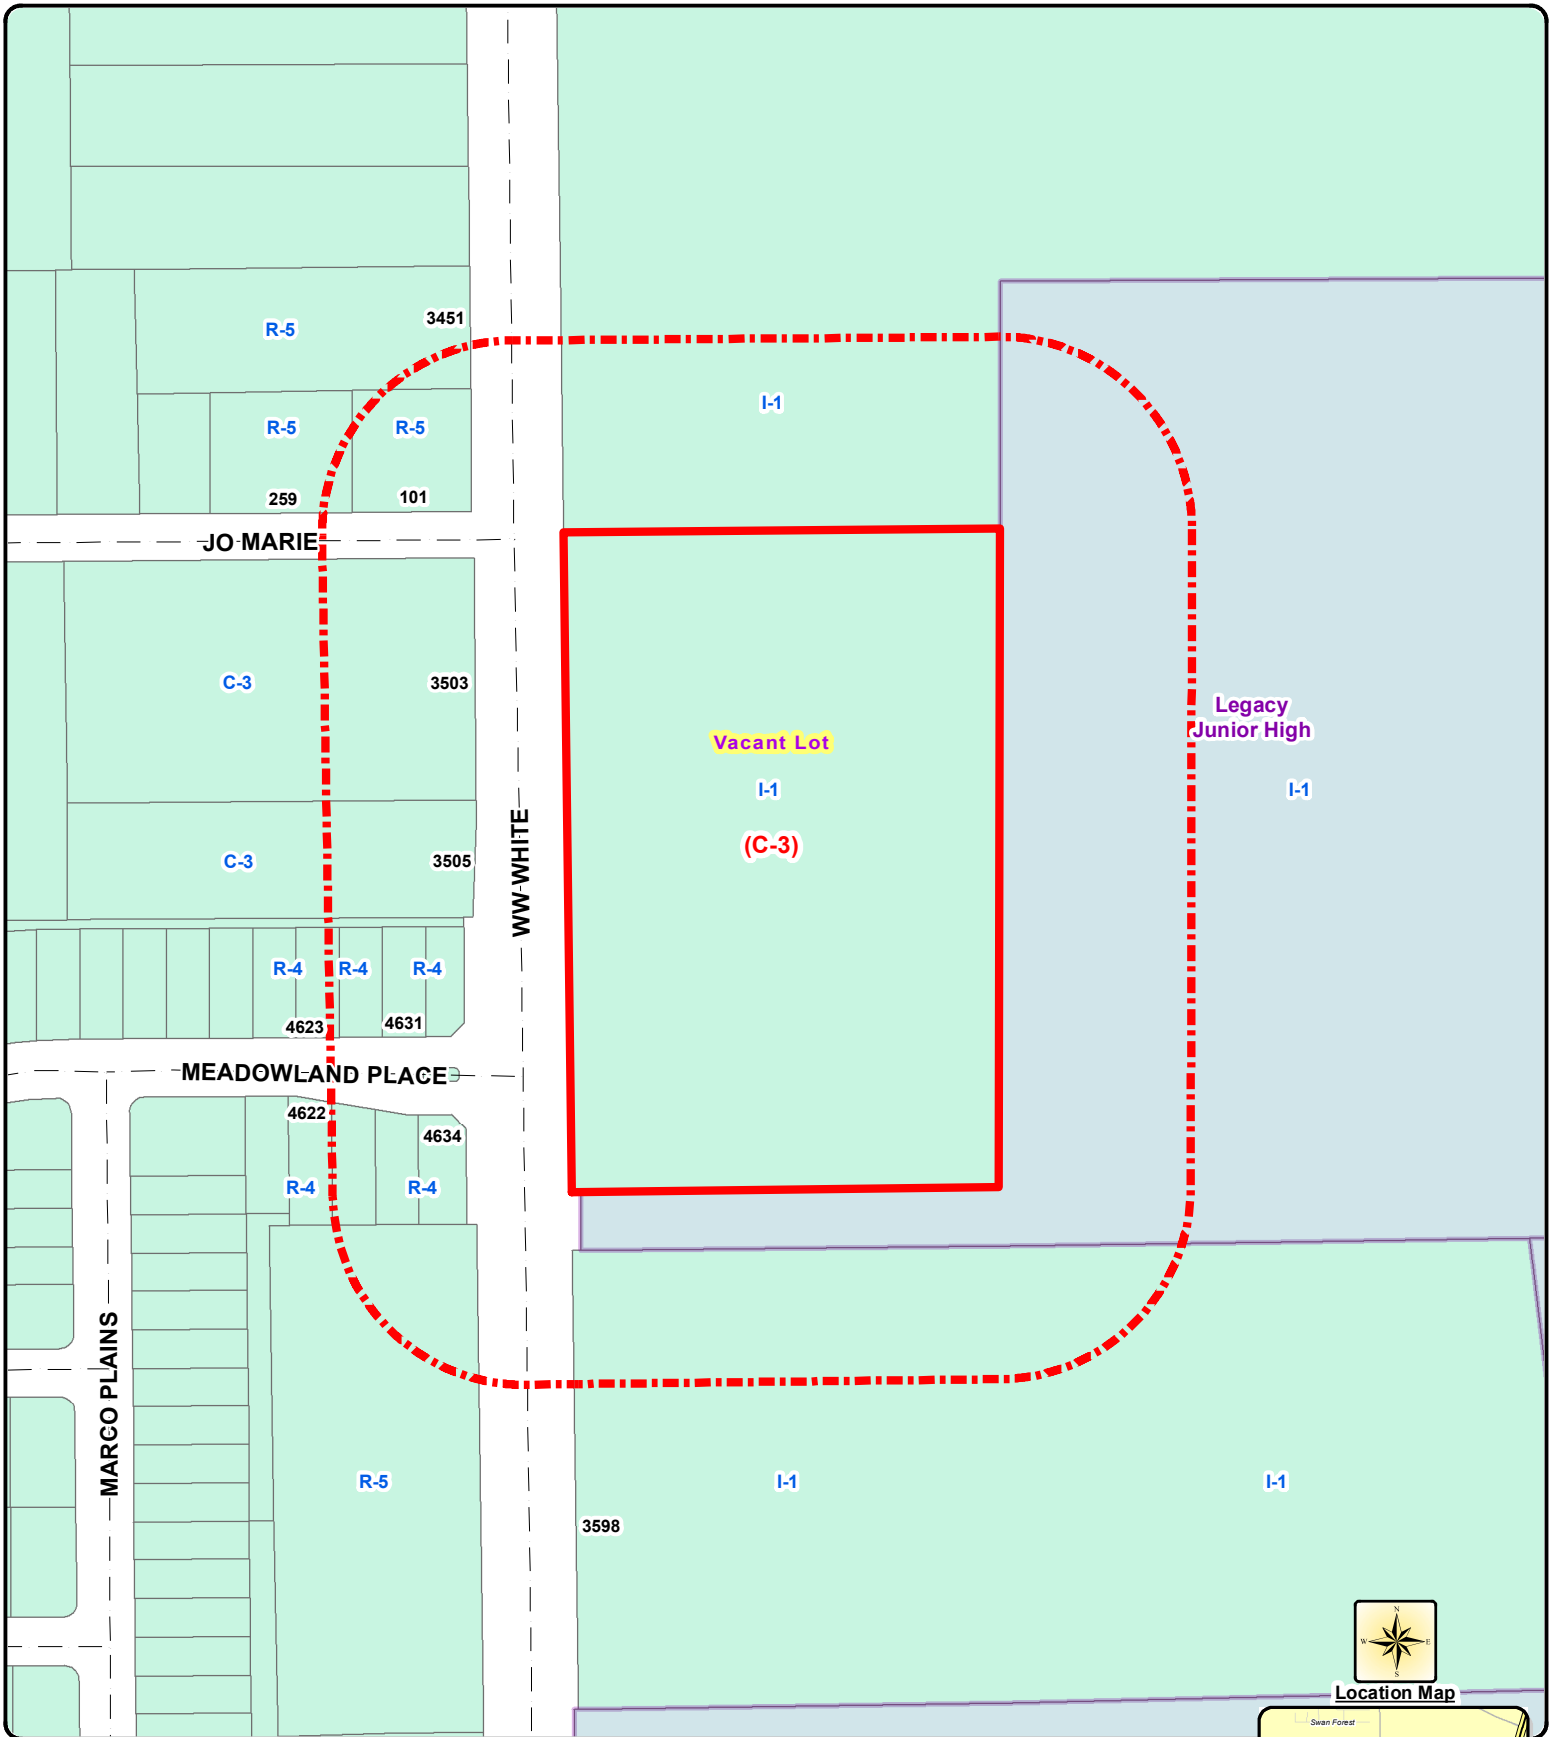 3451
R-5
I-1
R-5
R-5
259
101
JO MARIE
C-3
3503
Legacy
Junior High
Vacant Lot
I-1
I-1
(C-3)
WW WHITE
C-3
3505
R-4
R-4
R-4
4623
4631
MEADOWLAND PLACE
4622
4634
R-4
R-4
MARCO PLAINS
R-5
I-1
I-1
3598
N
W
E
S
Location Map
Swan Forest